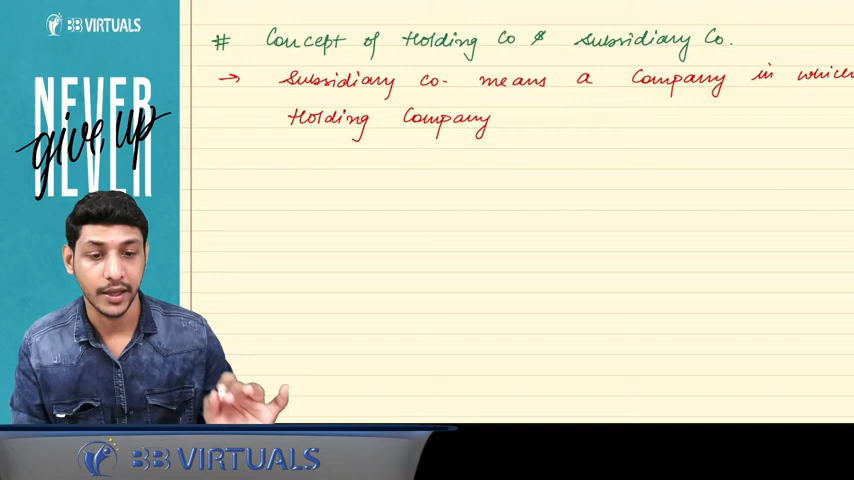 BB VIRTUALS
NEVER
give up
NEVER
# Concept of Holding Co & Subsidiary Co.
→ Subsidiary co. means a Company in which
Holding Company
BB VIRTUALS